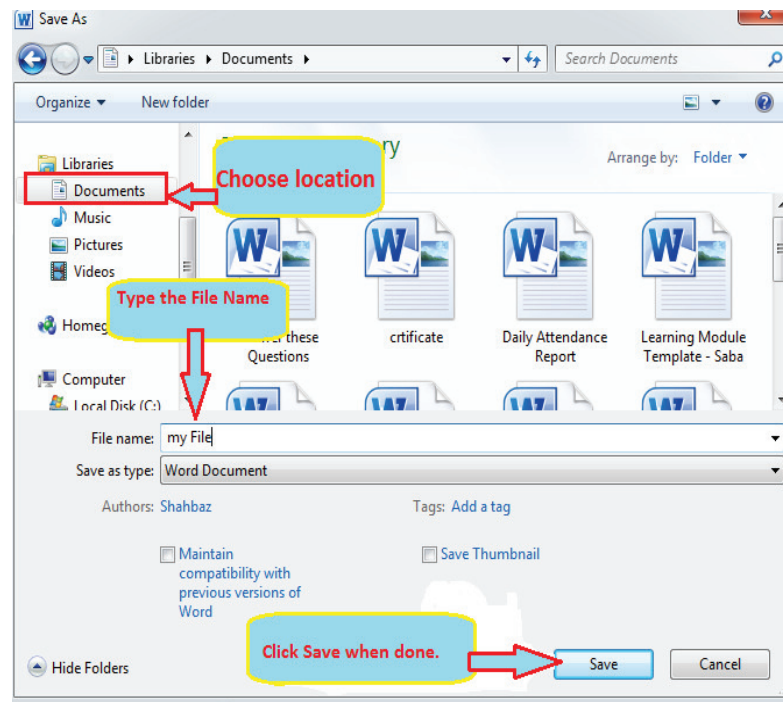 Save As
Libraries ▸ Documents ▸
Search Documents
Organize ▾ New folder
ry
Arrange by: Folder ▾
Libraries
Documents
Music
Pictures
Videos
Choose location
Type the File Name
these
Questions
crtificate
Daily Attendance
Report
Learning Module
Template - Saba
Computer
Local Disk (C:)
File name: my File
Save as type: Word Document
Authors: Shahbaz
Tags: Add a tag
Maintain
compatibility with
previous versions of
Word
Save Thumbnail
Click Save when done.
Hide Folders
Save
Cancel